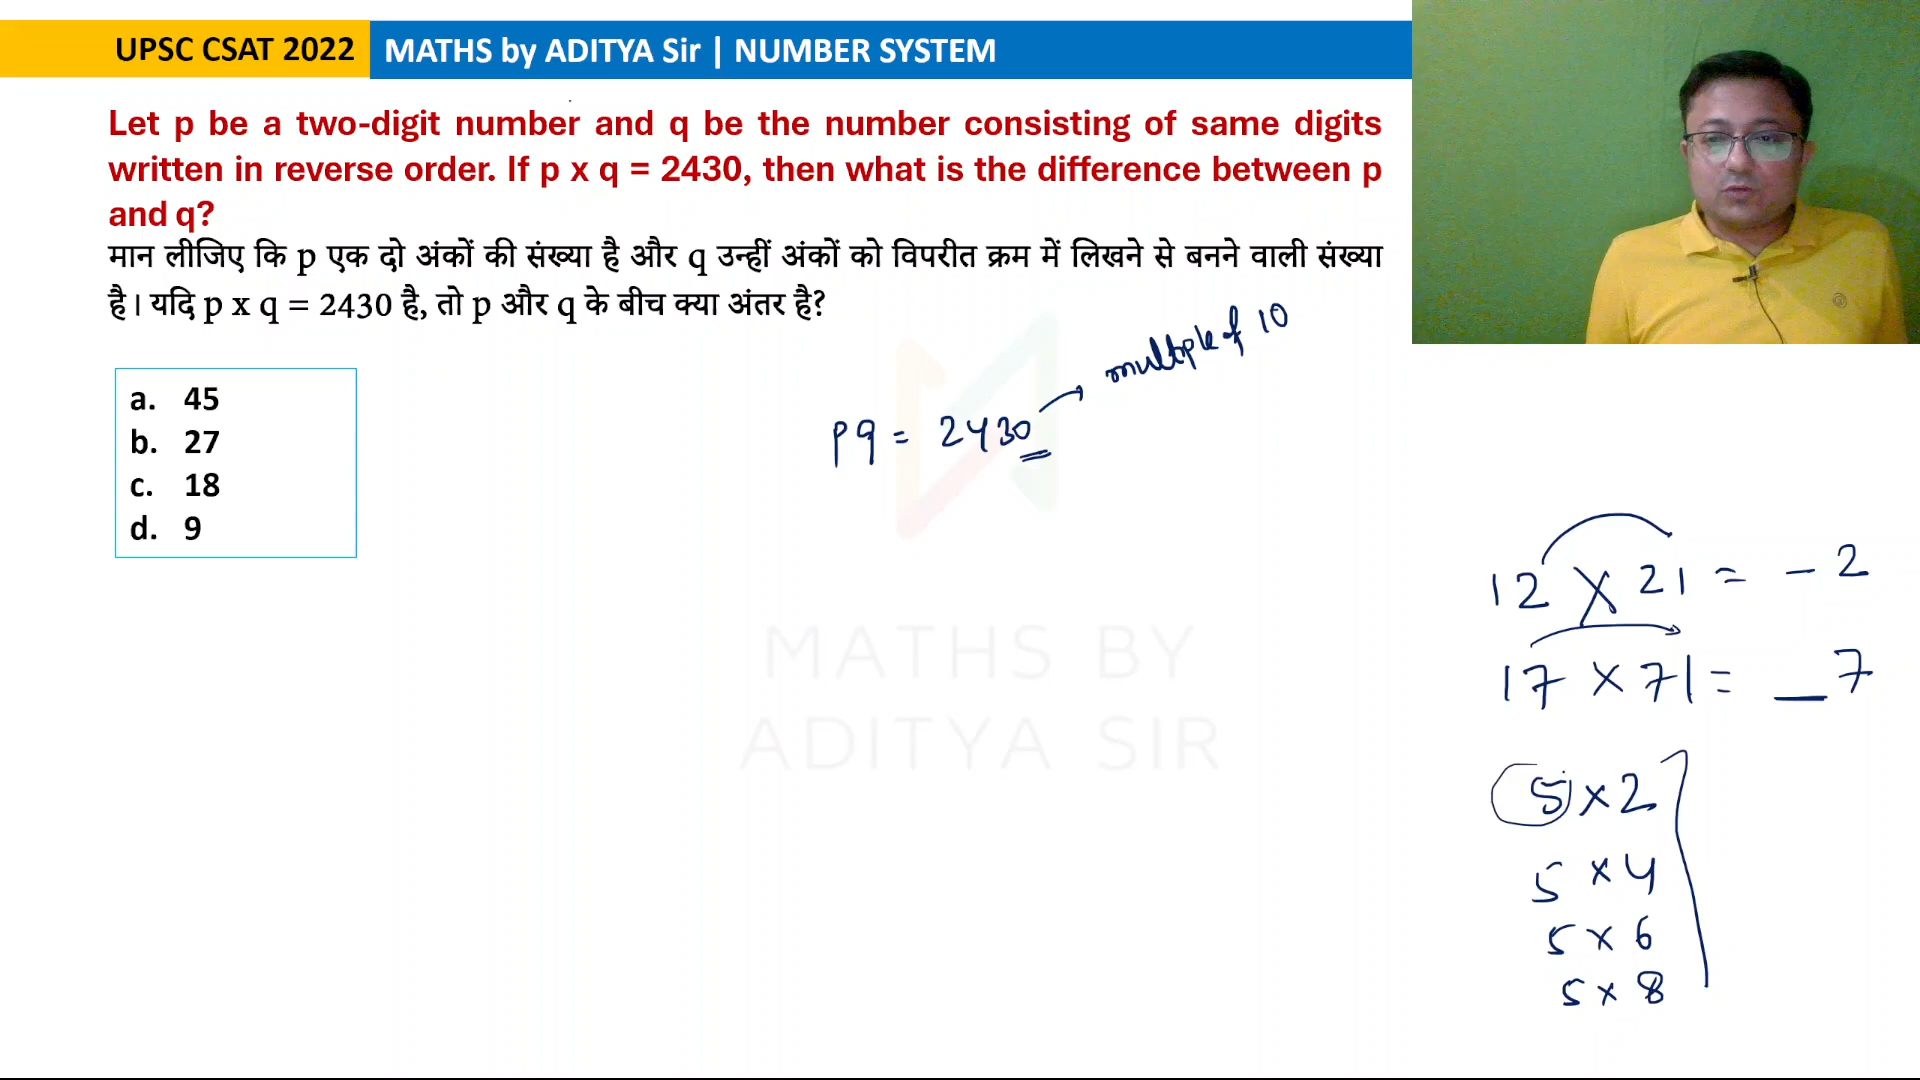 UPSC CSAT 2022
MATHS by ADITYA Sir | NUMBER SYSTEM
Let p be a two-digit number and q be the number consisting of same digits
written in reverse order. If p x q = 2430, then what is the difference between p
and q?
मान लीजिए कि p एक दो अंकों की संख्या है और q उन्हीं अंकों को विपरीत क्रम में लिखने से बनने वाली संख्या
है। यदि p x q = 2430 है, तो p और q के बीच क्या अंतर है?
a. 45
b. 27
c. 18
d. 9
multiple of 10
pq = 2430
12 × 21 = – 2
17 × 71 = _ 7
5 × 2
5 × 4
5 × 6
5 × 8
MATHS BY
ADITYA SIR